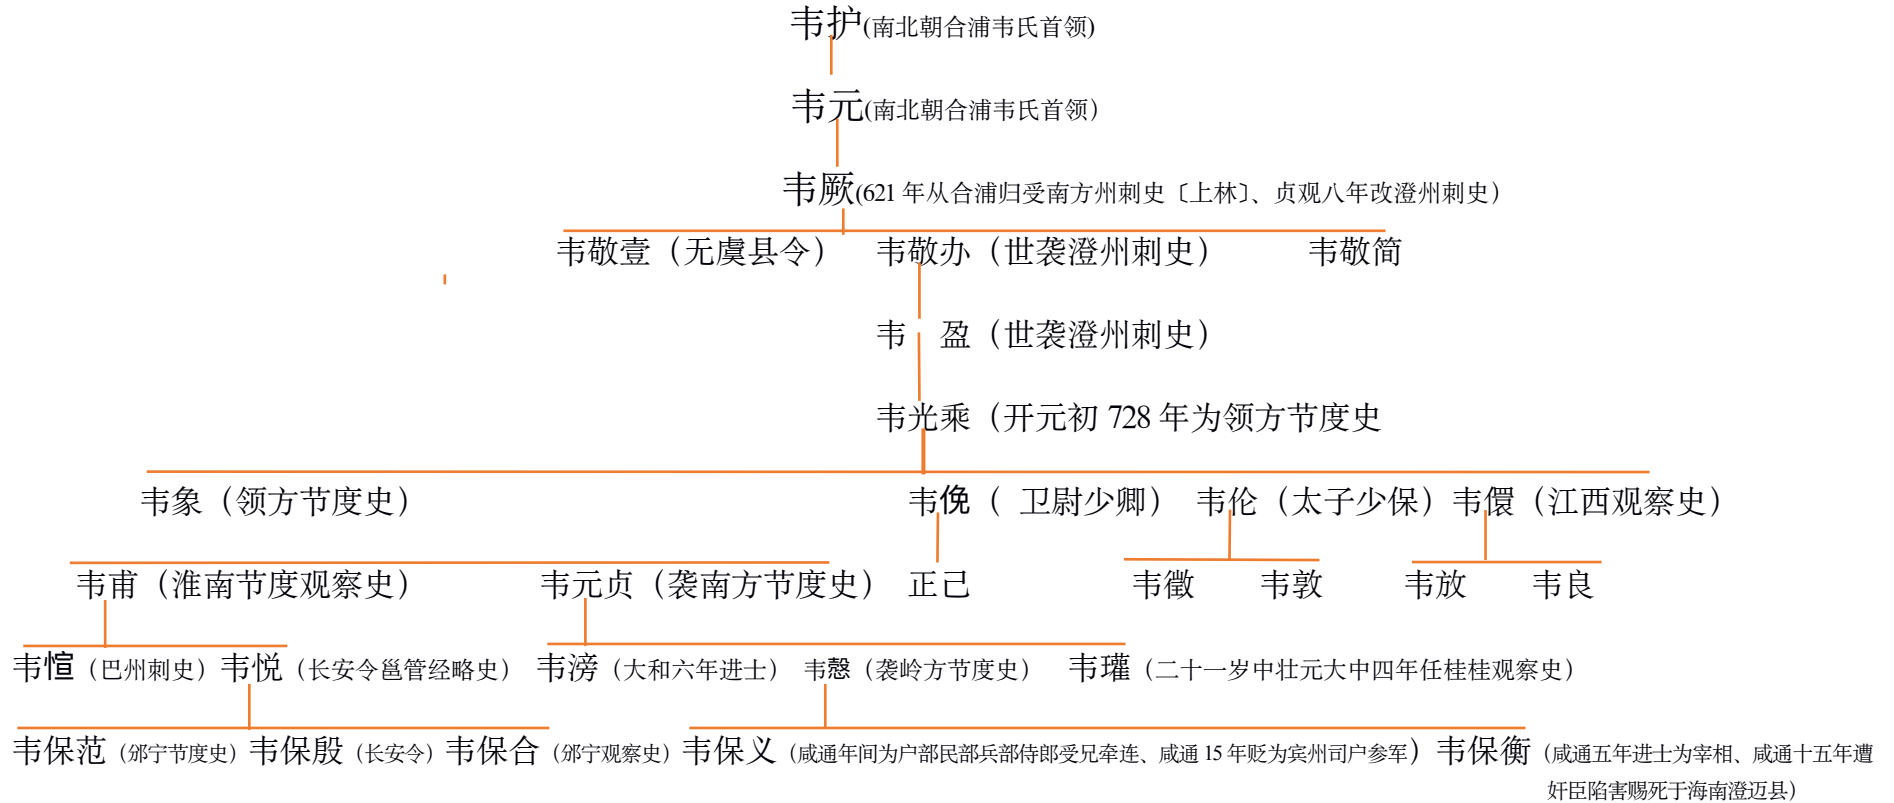 韦护(南北朝合浦韦氏首领)
韦元(南北朝合浦韦氏首领）
韦厥(621 年从合浦归受南方州刺史〔上林〕、贞观八年改澄州刺史）
韦敬壹（无虞县令） 韦敬办（世袭澄州刺史） 韦敬简
韦 盈（世袭澄州刺史）
韦光乘（开元初 728 年为领方节度史
韦象（领方节度史） 韦俛（ 卫尉少卿） 韦伦（太子少保） 韦儇（江西观察史）
韦甫（淮南节度观察史） 韦元贞（袭南方节度史） 正己 韦徵 韦敦 韦放 韦良
韦愃（巴州刺史） 韦悦（长安令邕管经略史） 韦滂（大和六年进士） 韦慤（袭岭方节度史） 韦瓘（二十一岁中壮元大中四年任桂桂观察史）
韦保范（邠宁节度史） 韦保殷（长安令） 韦保合（邠宁观察史） 韦保义（咸通年间为户部民部兵部侍郎受兄牵连、咸通 15 年贬为宾州司户参军） 韦保衡（咸通五年进士为宰相、咸通十五年遭
奸臣陷害赐死于海南澄迈县）